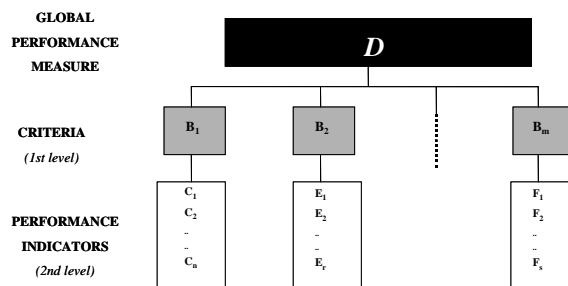 GLOBAL
PERFORMANCE
MEASURE
D
CRITERIA
(1st level)
B1
B2
Bm
PERFORMANCE
INDICATORS
(2nd level)
C1
C2
..
..
Cn
E1
E2
..
..
Er
F1
F2
..
..
Fs